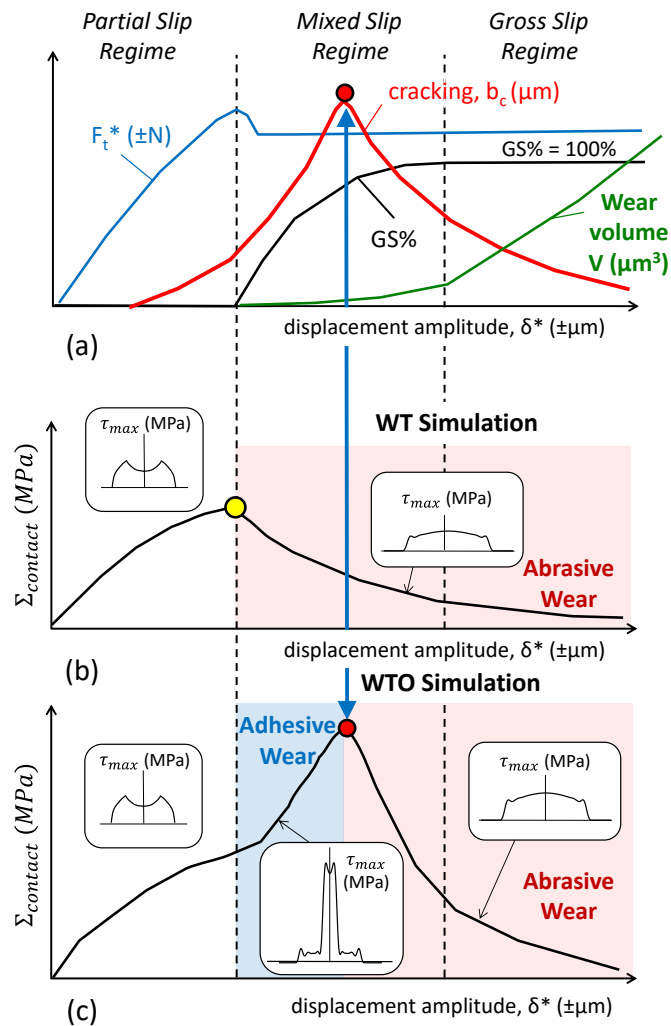 Partial Slip Regime
Mixed Slip Regime
Gross Slip Regime
cracking, b_c (μm)
F_t* (±N)
GS% = 100%
GS%
Wear
volume
V (μm³)
displacement amplitude, δ* (±μm)
(a)
WT Simulation
τ_max (MPa)
τ_max (MPa)
Σ_contact (MPa)
Abrasive
Wear
displacement amplitude, δ* (±μm)
(b)
WTO Simulation
Adhesive
Wear
τ_max (MPa)
τ_max (MPa)
τ_max
(MPa)
Σ_contact (MPa)
Abrasive
Wear
displacement amplitude, δ* (±μm)
(c)